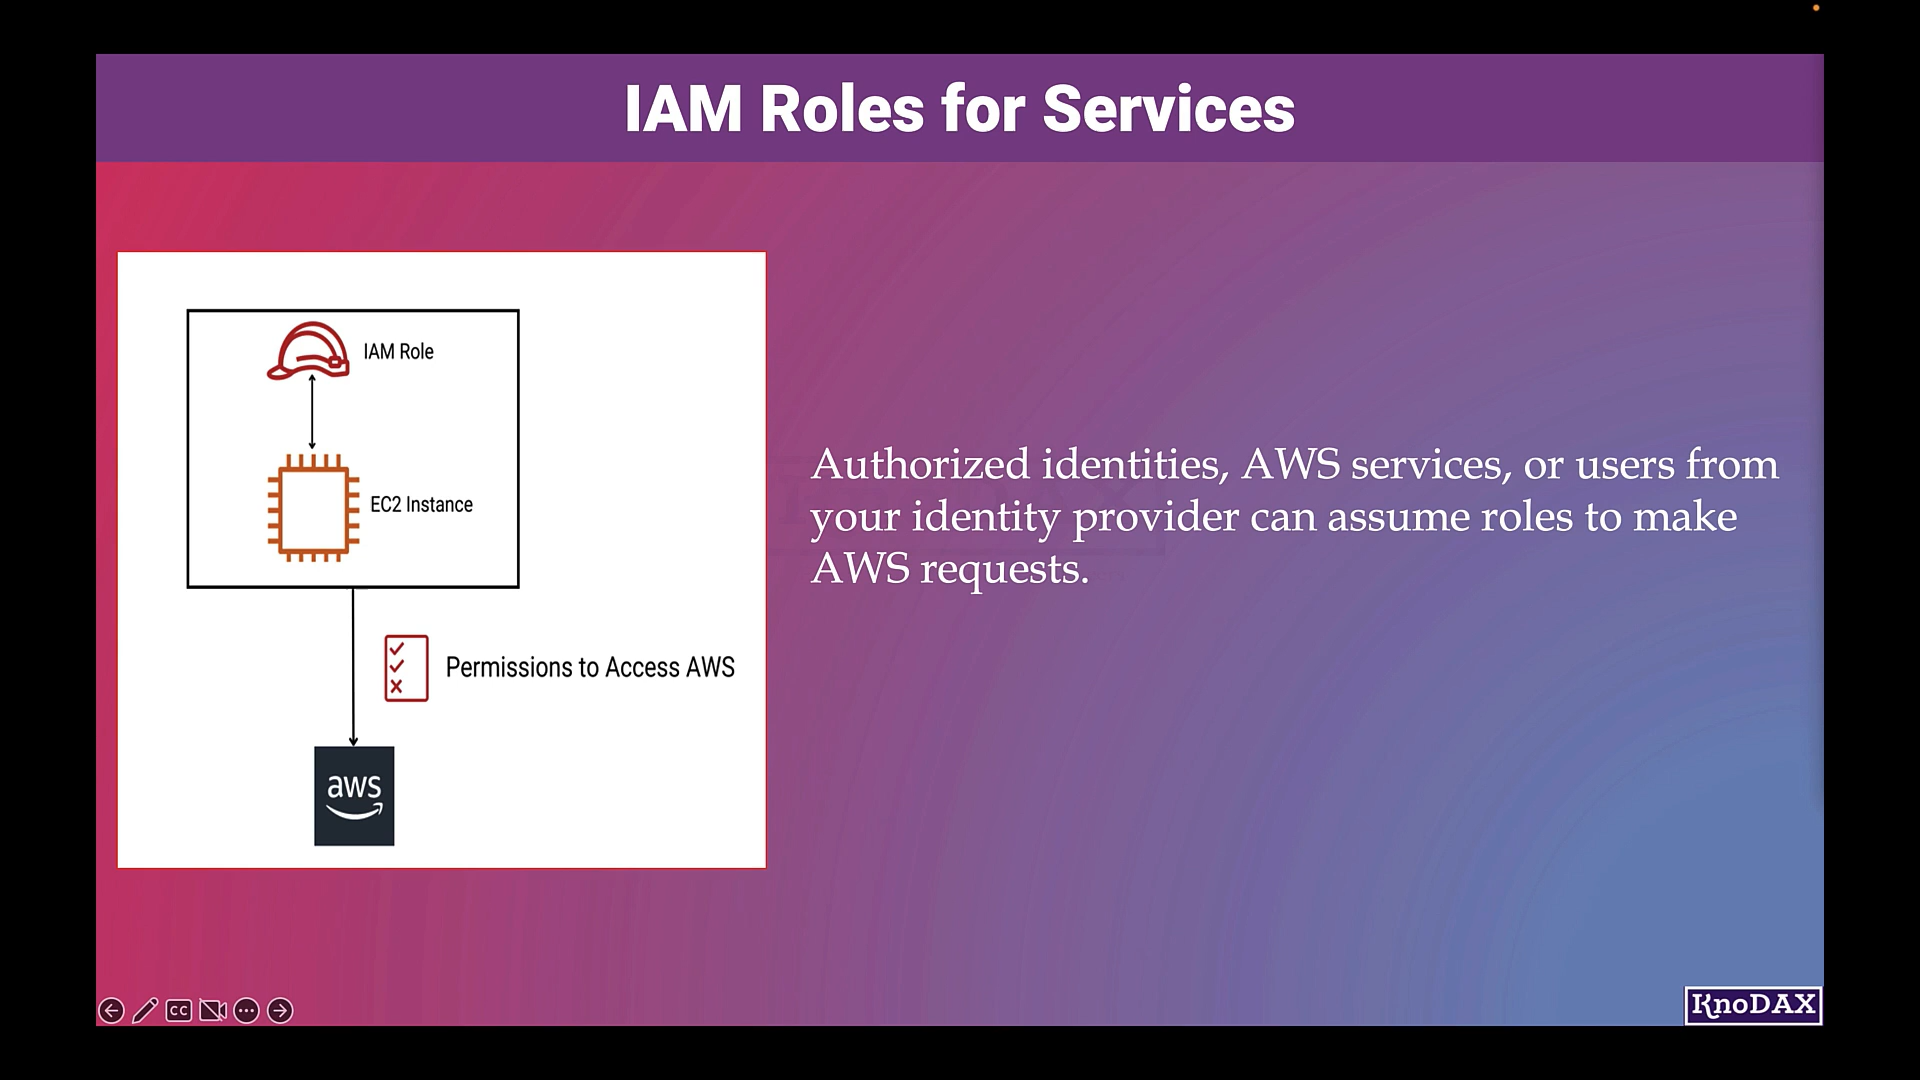 IAM Roles for Services
IAM Role
EC2 Instance
Permissions to Access AWS
aws
Authorized identities, AWS services, or users from
your identity provider can assume roles to make
AWS requests.
CC
KnoDAX